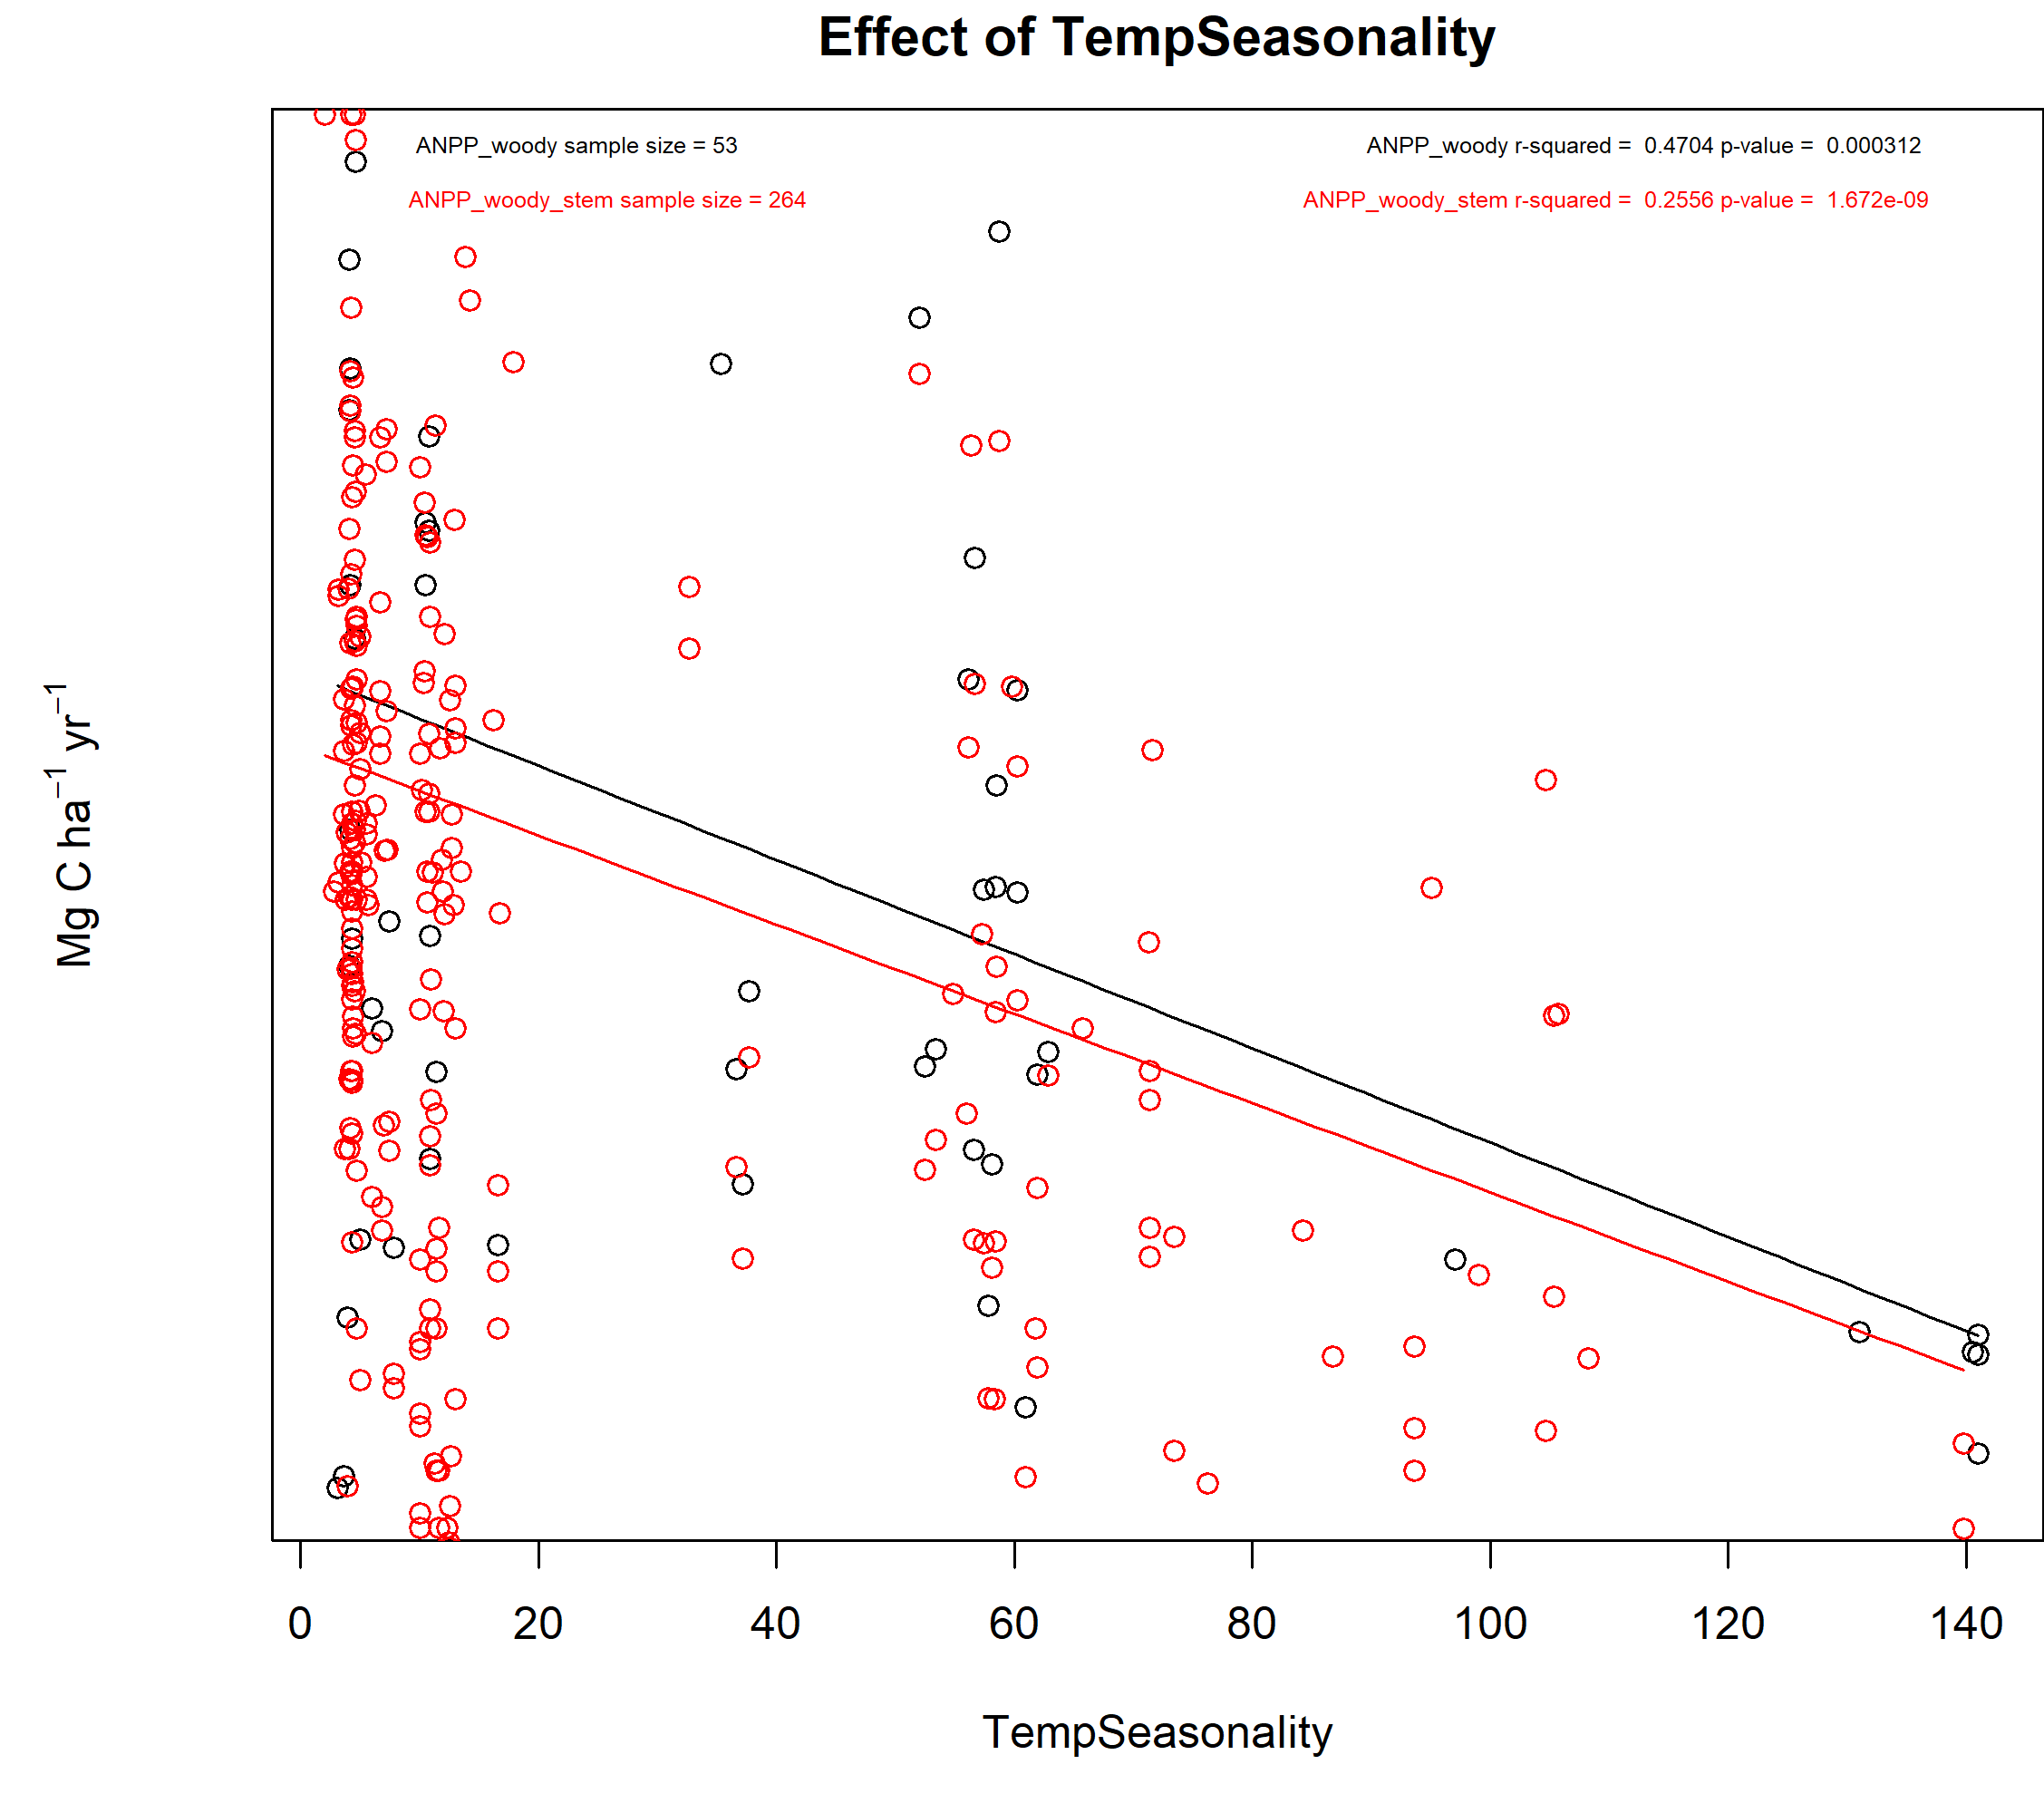 Effect of TempSeasonality
ANPP_woody sample size = 53
ANPP_woody r-squared = 0.4704 p-value = 0.000312
ANPP_woody_stem sample size = 264
ANPP_woody_stem r-squared = 0.2556 p-value = 1.672e-09
Mg C ha⁻¹ yr⁻¹
0 20 40 60 80 100 120 140
TempSeasonality